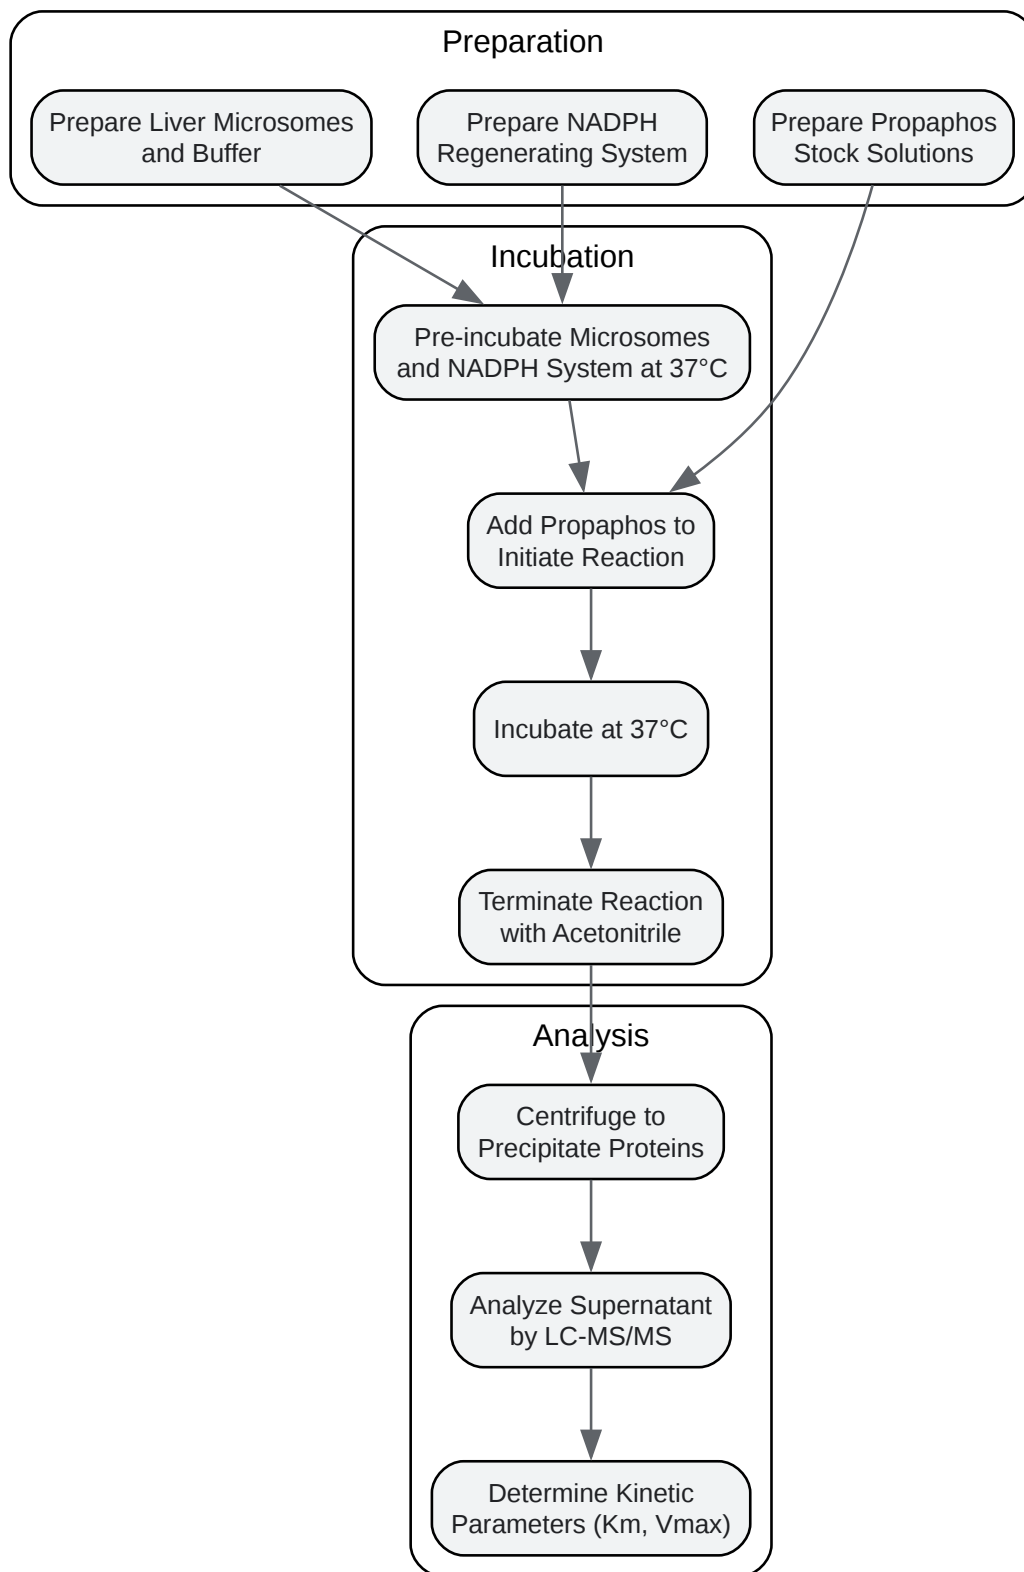 Preparation
Prepare Liver Microsomes
and Buffer
Prepare NADPH
Regenerating System
Prepare Propaphos
Stock Solutions
Incubation
Pre-incubate Microsomes
and NADPH System at 37°C
Add Propaphos to
Initiate Reaction
Incubate at 37°C
Terminate Reaction
with Acetonitrile
Analysis
Centrifuge to
Precipitate Proteins
Analyze Supernatant
by LC-MS/MS
Determine Kinetic
Parameters (Km, Vmax)